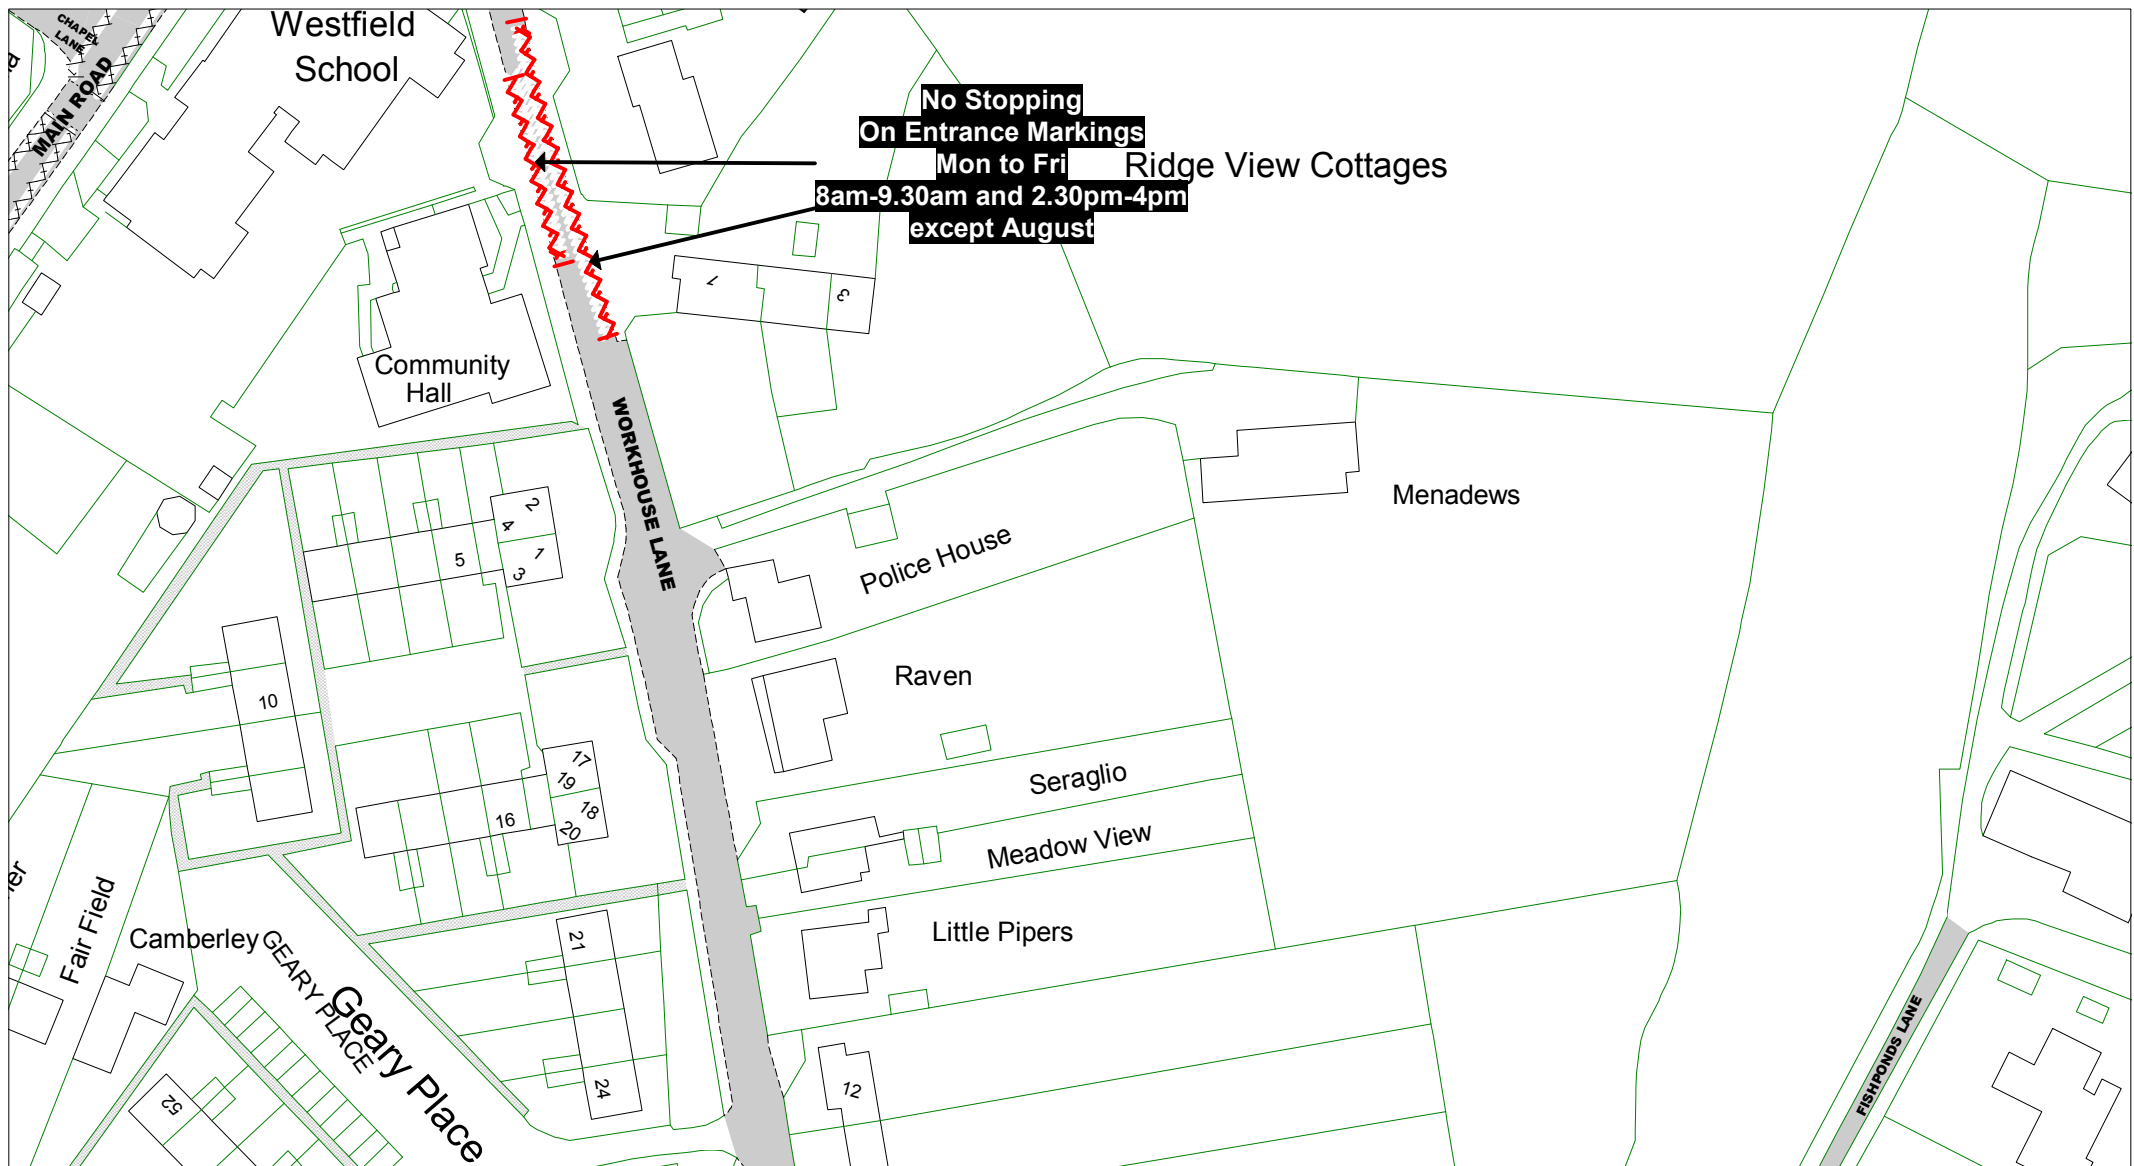 CHAPEL
LANE
MAIN ROAD
Westfield
School
No Stopping
On Entrance Markings
Mon to Fri
8am-9.30am and 2.30pm-4pm
except August
Ridge View Cottages
1
3
Community
Hall
WORKHOUSE LANE
2
4
1
3
5
Police House
Menadews
10
Raven
17
19
18
20
16
Seraglio
Meadow View
Little Pipers
Fair Field
Camberley
GEARY PLACE
Geary Place
21
24
12
52
FISHPONDS LANE